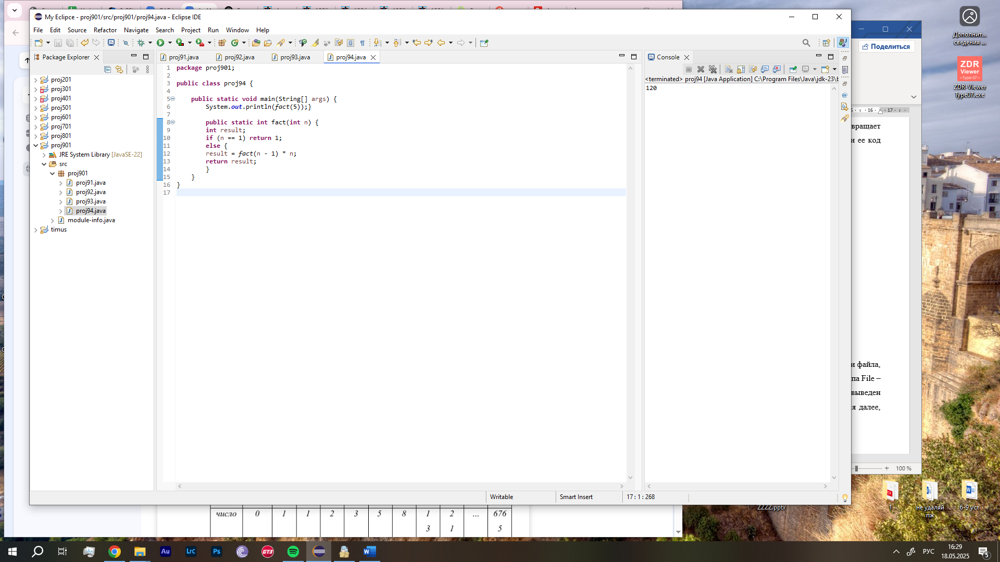 My Eclipce - proj901/src/proj901/proj94.java - Eclipse IDE
File Edit Source Refactor Navigate Search Project Run Window Help
Package Explorer
proj201
proj301
proj401
proj501
proj601
proj701
proj801
proj901
JRE System Library [JavaSE-22]
src
proj901
proj91.java
proj92.java
proj93.java
proj94.java
module-info.java
timus
proj91.java proj92.java proj93.java proj94.java
1 package proj901;
2
3 public class proj94 {
4
5 public static void main(String[] args) {
6 System.out.println(fact(5));}
7
8 public static int fact(int n) {
9 int result;
10 if (n == 1) return 1;
11 else {
12 result = fact(n - 1) * n;
13 return result;
14 }
15 }
16 }
17
Console
<terminated> proj94 [Java Application] C:\Program Files\Java\jdk-23\b
120
Writable Smart Insert 17 : 1 : 268
Поделиться
16 17
вращает
и ее код
и файла,
па File –
выведен
ся далее,
100 %
Дополнит...
сведения ...
ZDR
Viewer
~Type 07~
ZDR-Viewer
Type07.exe
ZZZZ.pptx
1
не удаляй
пж
6-9 уст
число 0 1 1 2 3 5 8 1 2 ... 676
3 1 5
Au Lrc Ps GT3
РУС
16:29
18.05.2025
5